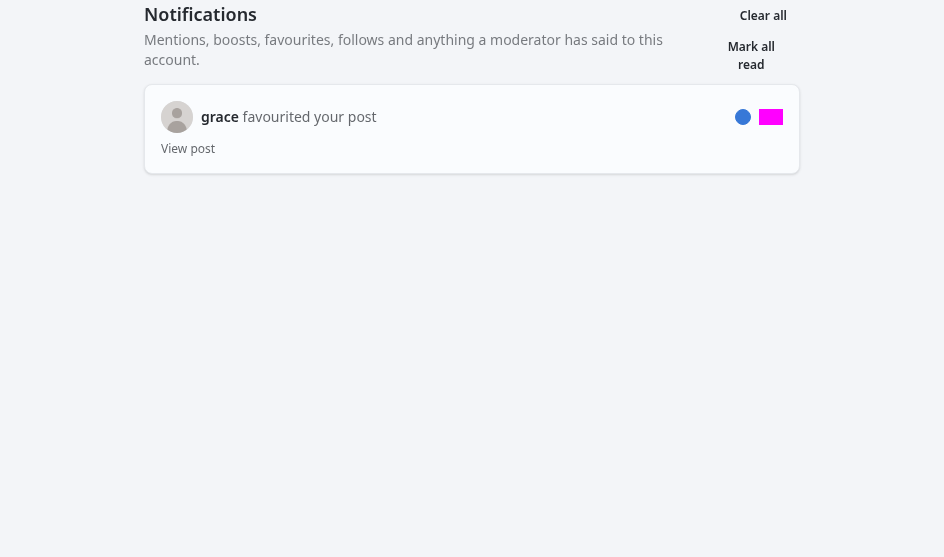 Notifications
Clear all
Mentions, boosts, favourites, follows and anything a moderator has said to this
account.
Mark all
read
grace favourited your post
View post